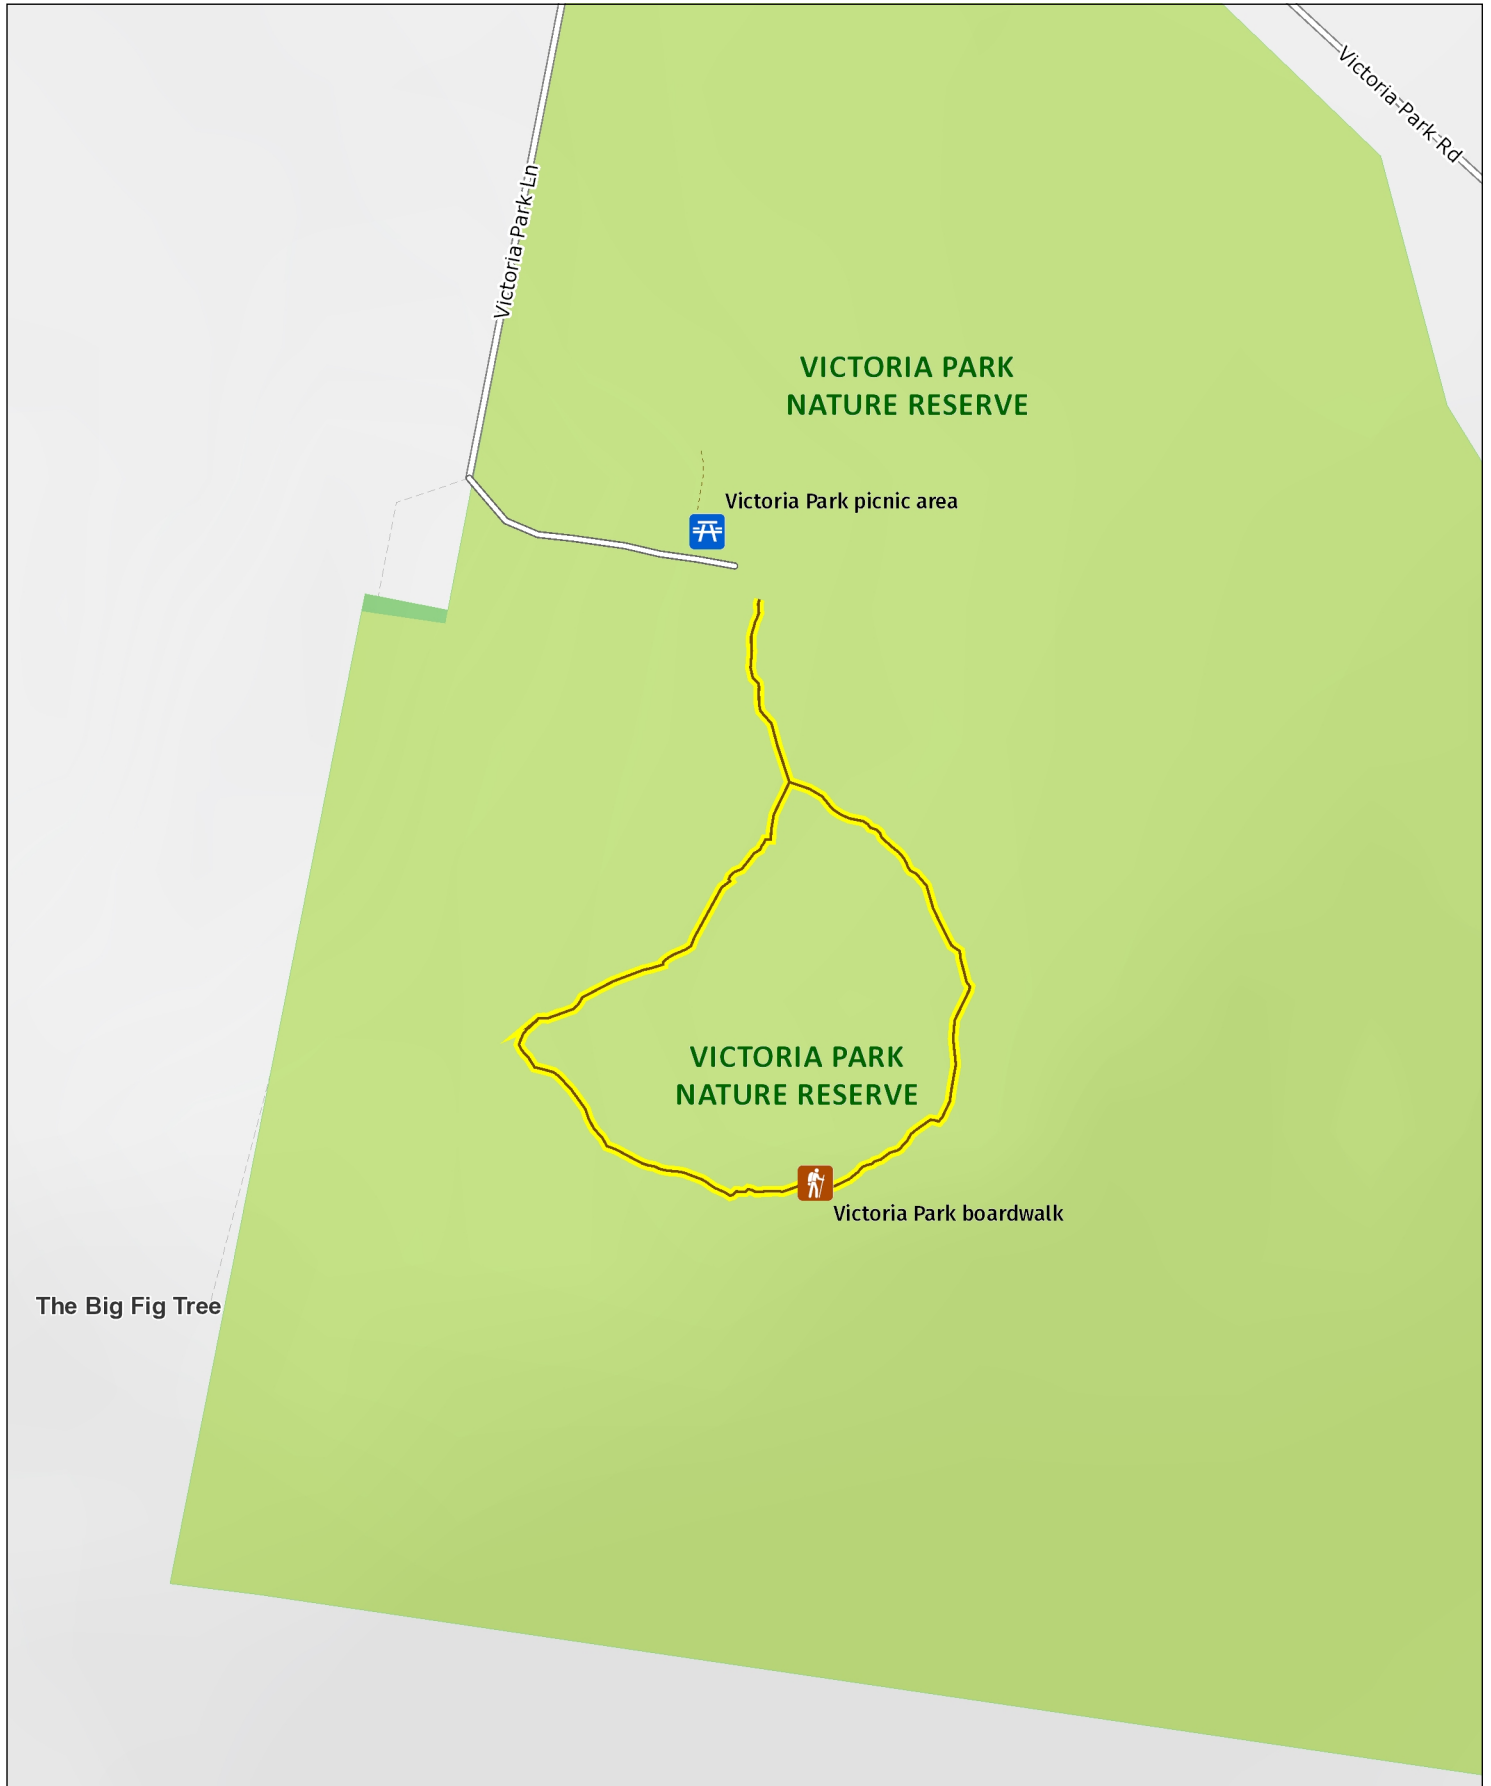 Victoria-Park-Rd
Victoria-Park-Ln
VICTORIA PARK
NATURE RESERVE
Victoria Park picnic area
VICTORIA PARK
NATURE RESERVE
Victoria Park boardwalk
The Big Fig Tree